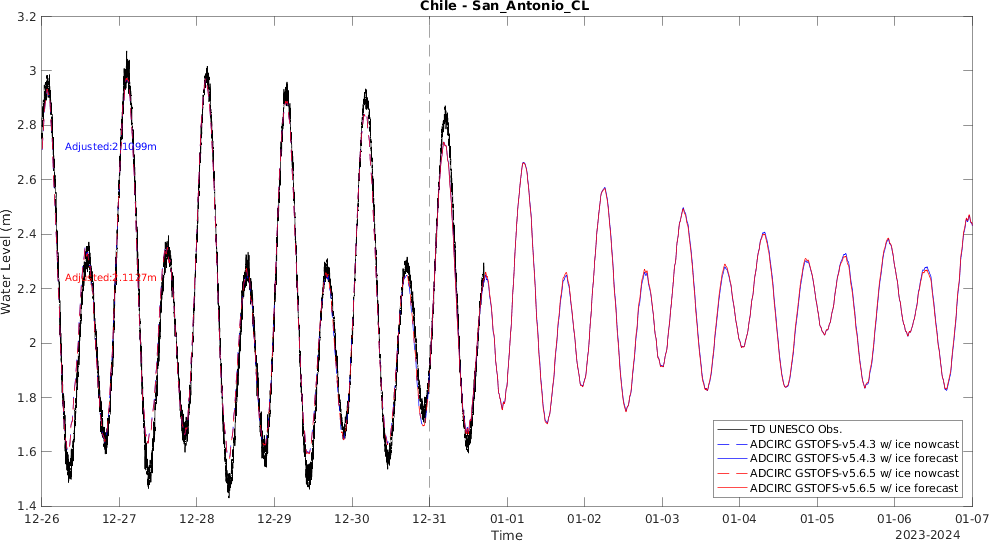 Chile - San_Antonio_CL
3.2
3
2.8
2.6
2.4
2.2
2
1.8
1.6
1.4
Water Level (m)
Adjusted:2.1099m
Adjusted:2.1127m
TD UNESCO Obs.
ADCIRC GSTOFS-v5.4.3 w/ ice nowcast
ADCIRC GSTOFS-v5.4.3 w/ ice forecast
ADCIRC GSTOFS-v5.6.5 w/ ice nowcast
ADCIRC GSTOFS-v5.6.5 w/ ice forecast
12-26 12-27 12-28 12-29 12-30 12-31 01-01 01-02 01-03 01-04 01-05 01-06 01-07
Time
2023-2024